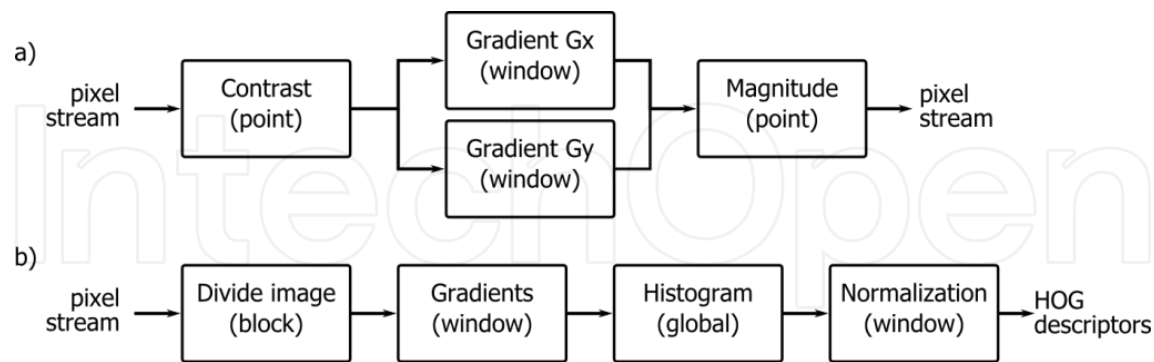 a)
pixel
stream
Contrast
(point)
Gradient Gx
(window)
Gradient Gy
(window)
Magnitude
(point)
pixel
stream
IntechOpen
b)
pixel
stream
Divide image
(block)
Gradients
(window)
Histogram
(global)
Normalization
(window)
HOG
descriptors